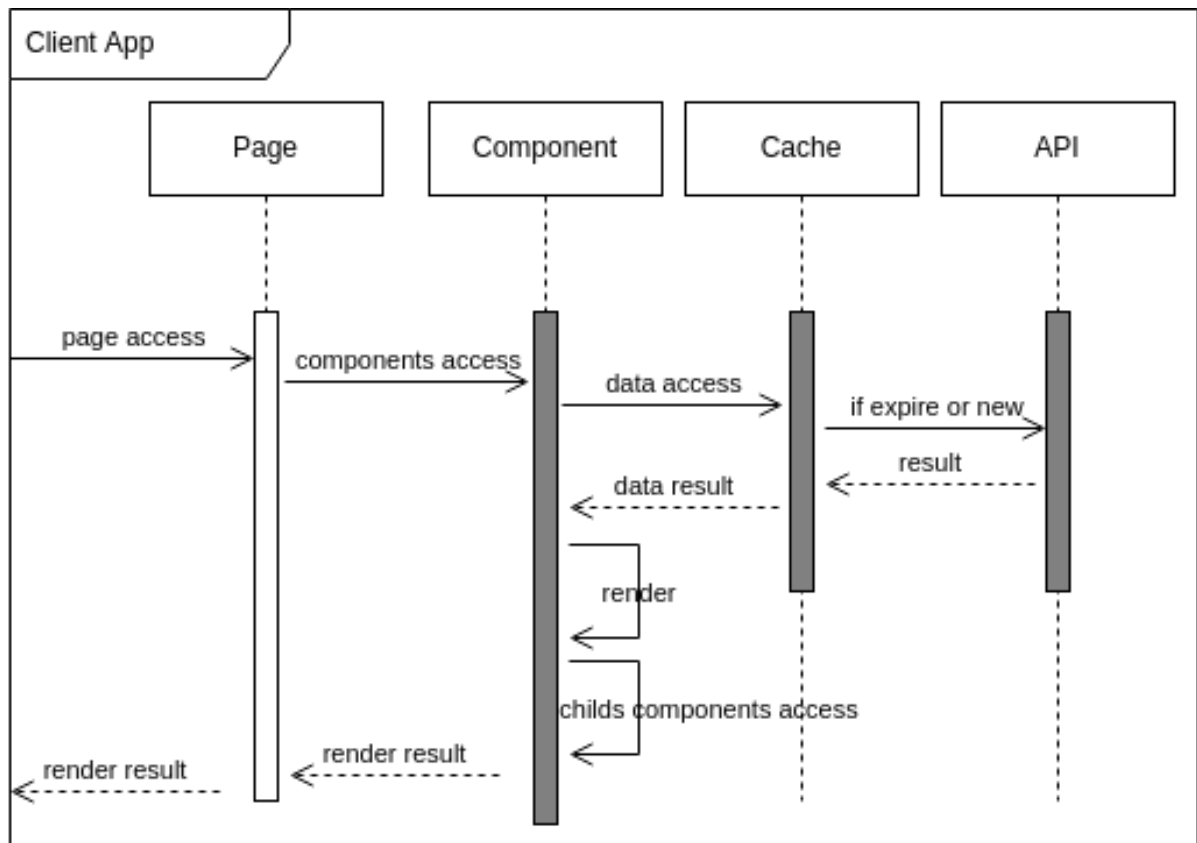 Client App
Page
Component
Cache
API
page access
components access
data access
if expire or new
result
data result
render
childs components access
render result
render result